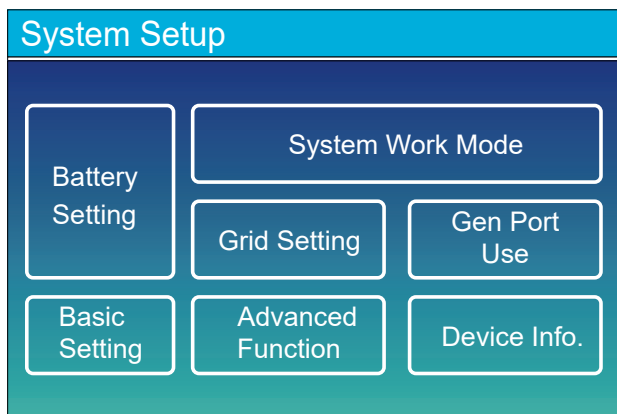 System Setup
Battery
Setting
System Work Mode
Grid Setting
Gen Port
Use
Basic
Setting
Advanced
Function
Device Info.